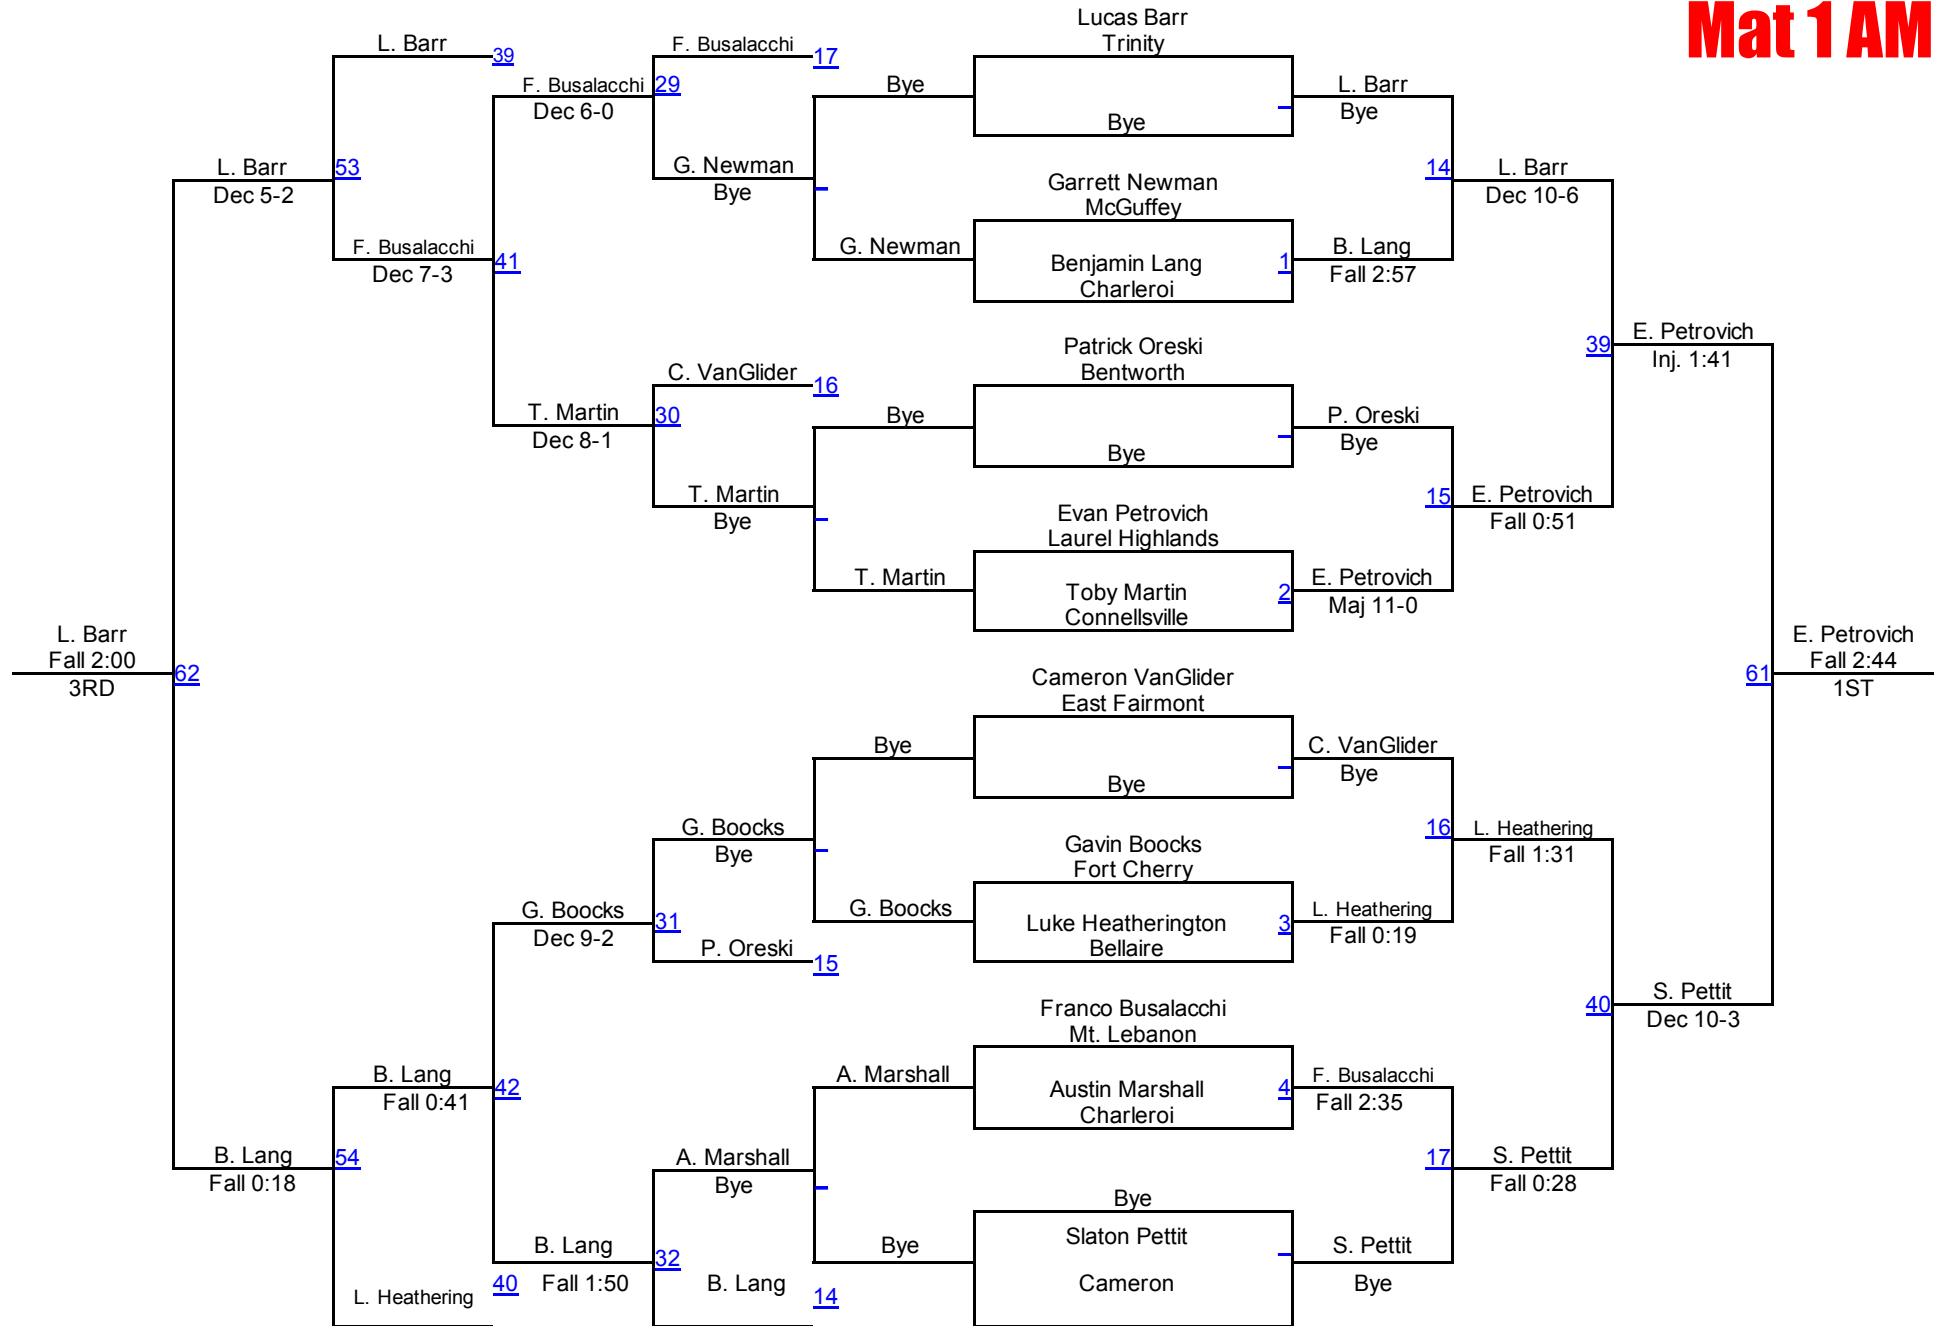 Mat 1 AM
Lucas Barr
Trinity
L. Barr
39
F. Busalacchi
17
F. Busalacchi
29
Dec 6-0
Bye
Bye
L. Barr
Bye
L. Barr
53
Dec 5-2
G. Newman
Bye
Garrett Newman
McGuffey
14
L. Barr
Dec 10-6
F. Busalacchi
41
Dec 7-3
G. Newman
Benjamin Lang
Charleroi
1
B. Lang
Fall 2:57
E. Petrovich
39
Inj. 1:41
Patrick Oreski
Bentworth
C. VanGlider
16
T. Martin
30
Dec 8-1
Bye
Bye
P. Oreski
Bye
T. Martin
Bye
Evan Petrovich
Laurel Highlands
15
E. Petrovich
Fall 0:51
T. Martin
Toby Martin
Connellsville
2
E. Petrovich
Maj 11-0
L. Barr
Fall 2:00
62
3RD
E. Petrovich
Fall 2:44
61
1ST
Cameron VanGlider
East Fairmont
Bye
Bye
C. VanGlider
Bye
G. Boocks
Bye
Gavin Boocks
Fort Cherry
16
L. Heathering
Fall 1:31
G. Boocks
31
Dec 9-2
G. Boocks
Luke Heatherington
Bellaire
3
L. Heathering
Fall 0:19
P. Oreski
15
S. Pettit
40
Dec 10-3
Franco Busalacchi
Mt. Lebanon
B. Lang
42
Fall 0:41
A. Marshall
Austin Marshall
Charleroi
4
F. Busalacchi
Fall 2:35
B. Lang
54
Fall 0:18
A. Marshall
Bye
17
S. Pettit
Fall 0:28
Bye
B. Lang
32
Fall 1:50
Bye
Slaton Pettit
Cameron
S. Pettit
Bye
L. Heathering
40
B. Lang
14